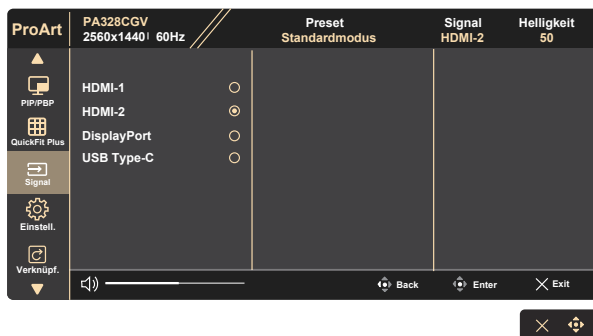 ProArt
PA328CGV
2560x1440 60Hz
Preset
Standardmodus
Signal
HDMI-2
Helligkeit
50
PIP/PBP
QuickFit Plus
Signal
Einstell.
Verknüpf.
HDMI-1
HDMI-2
DisplayPort
USB Type-C
Back
Enter
Exit